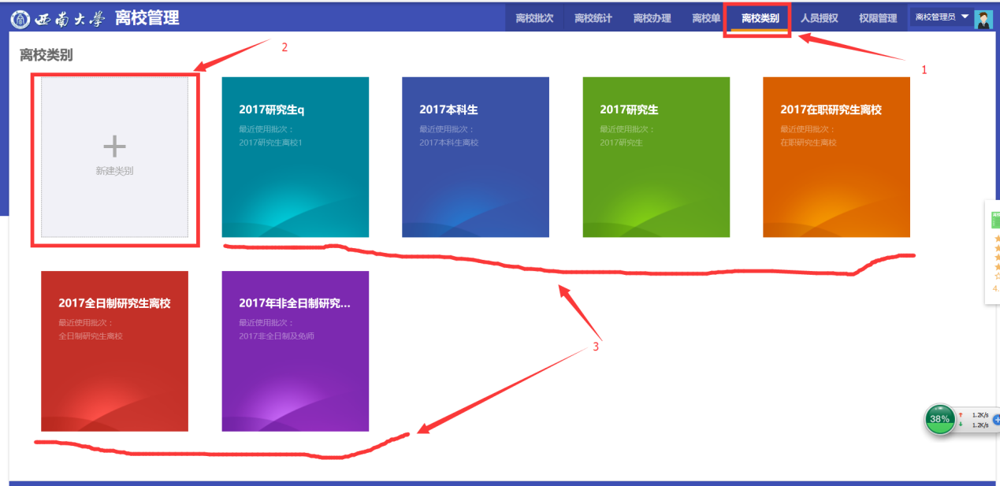 西南大学 离校管理
离校批次 离校统计 离校办理 离校单 离校类别 人员授权 权限管理 离校管理员
离校类别
2
1
新建类别
2017研究生q
最近使用批次：
2017研究生离校1
2017本科生
最近使用批次：
2017本科生离校
2017研究生
最近使用批次：
2017研究生
2017在职研究生离校
最近使用批次：
在职研究生离校
3
2017全日制研究生离校
最近使用批次：
全日制研究生离校
2017年非全日制研究...
最近使用批次：
2017非全日制及免师
4.
38%
1.2K/s
1.2K/s